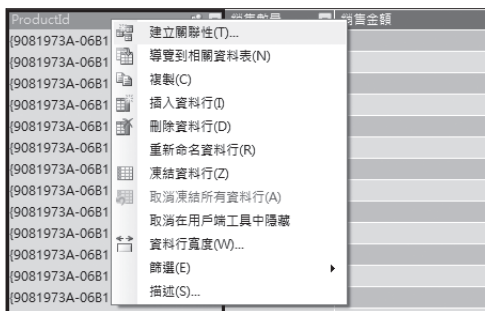 ProductId 銷售數量 銷售金額
{9081973A-06B1
{9081973A-06B1
{9081973A-06B1
{9081973A-06B1
{9081973A-06B1
{9081973A-06B1
{9081973A-06B1
{9081973A-06B1
{9081973A-06B1
{9081973A-06B1
{9081973A-06B1
{9081973A-06B1
{9081973A-06B1
建立關聯性(T)...
導覽到相關資料表(N)
複製(C)
插入資料行(I)
刪除資料行(D)
重新命名資料行(R)
凍結資料行(Z)
取消凍結所有資料行(A)
取消在用戶端工具中隱藏
資料行寬度(W)...
篩選(E)
描述(S)...